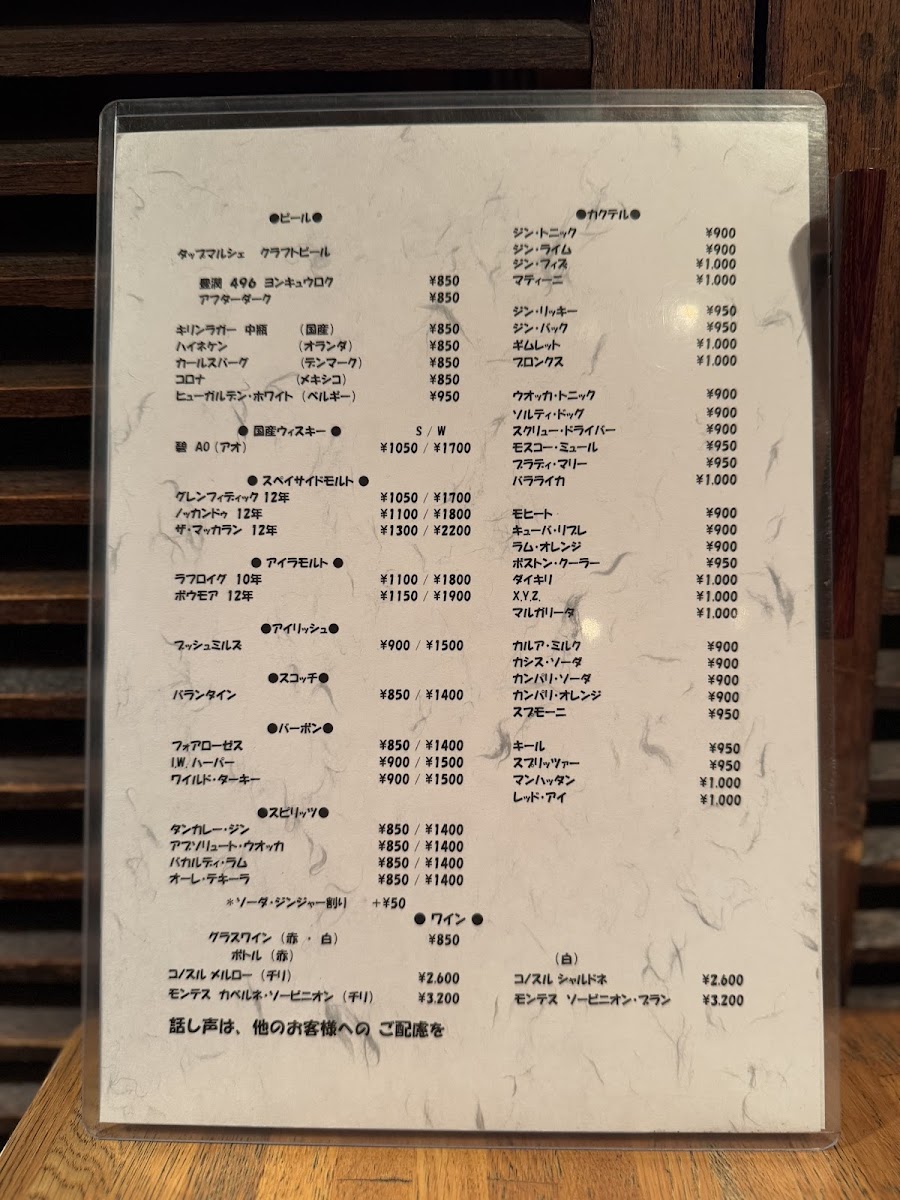 ●ビール●
タップマルシェ クラフトビール
豊潤 496 ヨンキュウロク ¥850
アフターダーク ¥850
キリンラガー 中瓶 (国産) ¥850
ハイネケン (オランダ) ¥850
カールスバーグ (デンマーク) ¥850
コロナ (メキシコ) ¥850
ヒューガルデン・ホワイト (ベルギー) ¥950
● 国産ウィスキー ● S / W
碧 AO (アオ) ¥1050 / ¥1700
● スペイサイドモルト ●
グレンフィディック 12年 ¥1050 / ¥1700
ノッカンドゥ 12年 ¥1100 / ¥1800
ザ・マッカラン 12年 ¥1300 / ¥2200
● アイラモルト ●
ラフロイグ 10年 ¥1100 / ¥1800
ボウモア 12年 ¥1150 / ¥1900
●アイリッシュ●
ブッシュミルズ ¥900 / ¥1500
●スコッチ●
バランタイン ¥850 / ¥1400
●バーボン●
フォアローゼス ¥850 / ¥1400
I.W. ハーパー ¥900 / ¥1500
ワイルド・ターキー ¥900 / ¥1500
●スピリッツ●
タンカレー・ジン ¥850 / ¥1400
アブソリュート・ウオッカ ¥850 / ¥1400
バカルディ・ラム ¥850 / ¥1400
オーレ・テキーラ ¥850 / ¥1400
*ソーダ・ジンジャー割り +¥50
●カクテル●
ジン・トニック ¥900
ジン・ライム ¥900
ジン・フィズ ¥1.000
マティーニ ¥1.000
ジン・リッキー ¥950
ジン・バック ¥950
ギムレット ¥1.000
ブロンクス ¥1.000
ウオッカ・トニック ¥900
ソルティ・ドッグ ¥900
スクリュー・ドライバー ¥900
モスコー・ミュール ¥950
ブラディ・マリー ¥950
バラライカ ¥1.000
モヒート ¥900
キューバ・リブレ ¥900
ラム・オレンジ ¥900
ボストン・クーラー ¥950
ダイキリ ¥1.000
X.Y.Z. ¥1.000
マルガリータ ¥1.000
カルア・ミルク ¥900
カシス・ソーダ ¥900
カンパリ・ソーダ ¥900
カンパリ・オレンジ ¥900
スプモーニ ¥950
キール ¥950
スプリッツァー ¥950
マンハッタン ¥1.000
レッド・アイ ¥1.000
● ワイン ●
グラスワイン (赤 ・ 白) ¥850
ボトル (赤)
コノスル メルロー (チリ) ¥2.600
モンテス カベルネ・ソービニオン (チリ) ¥3.200
(白)
コノスル シャルドネ ¥2.600
モンテス ソービニオン・ブラン ¥3.200
話し声は、他のお客様への ご配慮を